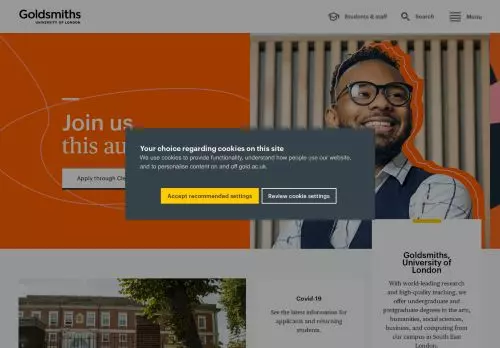 Goldsmiths
UNIVERSITY OF LONDON
Students & staff
Search
Menu
Join us
this au
Apply through Cle
Your choice regarding cookies on this site
We use cookies to provide functionality, understand how people use our website,
and to personalise content on and off gold.ac.uk.
Accept recommended settings
Review cookie settings
Goldsmiths,
University of
London
With world-leading research
and high-quality teaching, we
offer undergraduate and
postgraduate degrees in the arts,
humanities, social sciences,
business, and computing from
our campus in South East
London.
Covid-19
See the latest information for
applicants and returning
students.